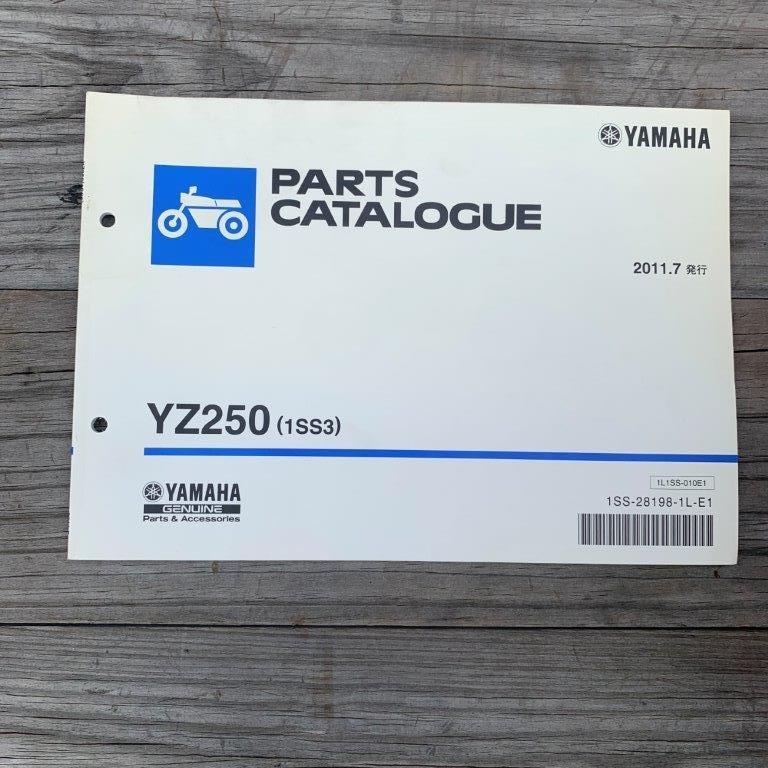 YAMAHA
PARTS
CATALOGUE
2011.7 発行
YZ250 (1SS3)
YAMAHA
GENUINE
Parts & Accessories
1L1SS-010E1
1SS-28198-1L-E1